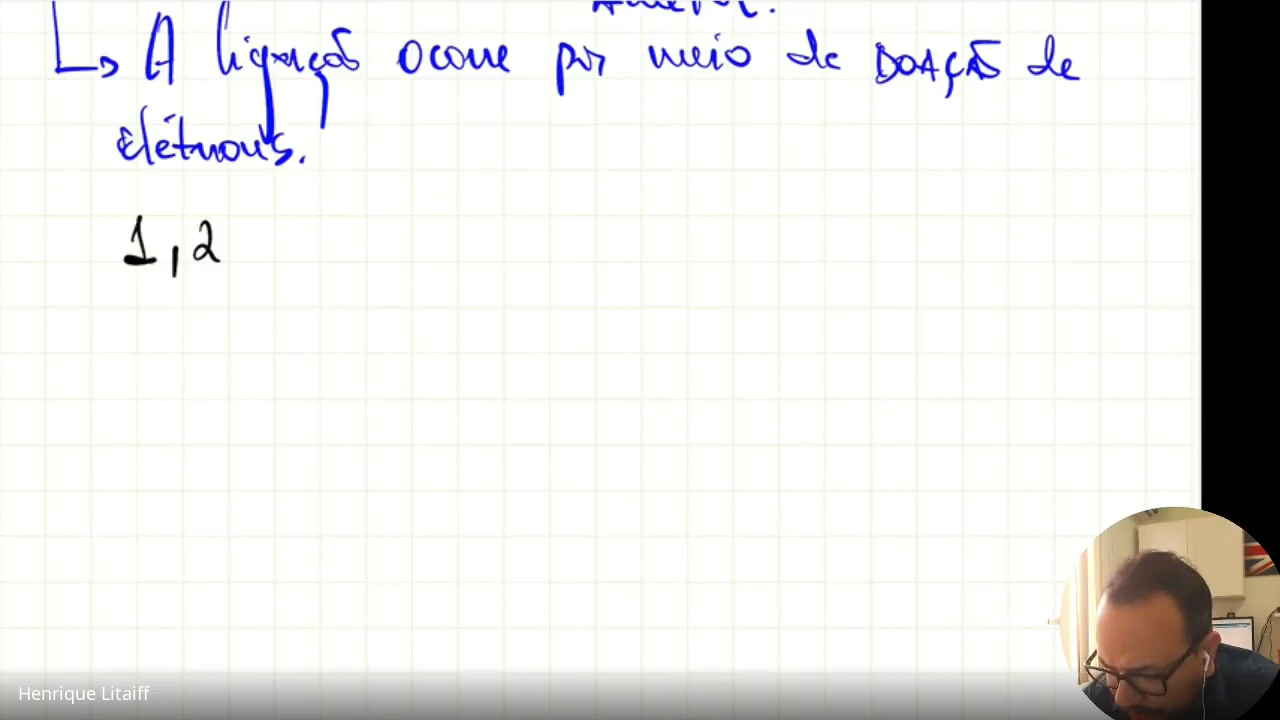 ↳ A ligação ocorre por meio de DOAÇÃO de
elétrons.
1, 2
Henrique Litaiff